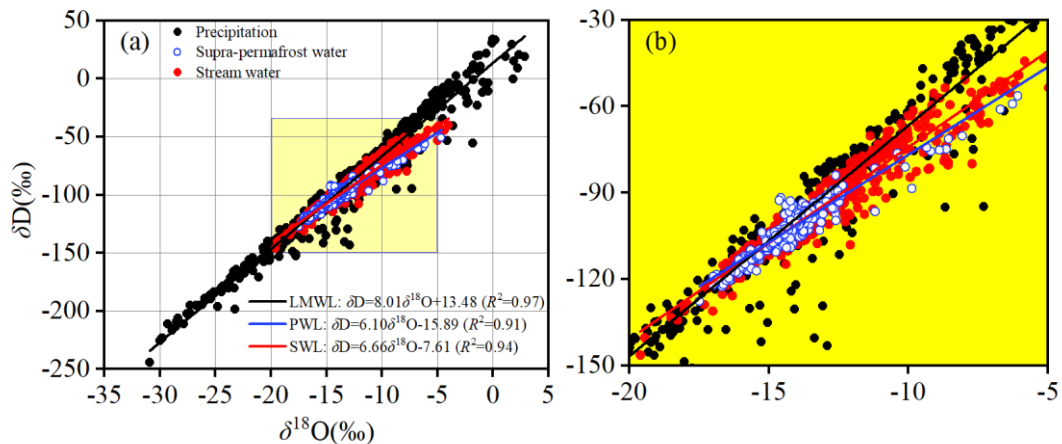 (a)
Precipitation
Supra-permafrost water
Stream water
LMWL: δD=8.01δ¹⁸O+13.48 (R²=0.97)
PWL: δD=6.10δ¹⁸O-15.89 (R²=0.91)
SWL: δD=6.66δ¹⁸O-7.61 (R²=0.94)
50
0
-50
-100
-150
-200
-250
δD(‰)
-35 -30 -25 -20 -15 -10 -5 0 5
δ¹⁸O(‰)
(b)
-30
-60
-90
-120
-150
-20 -15 -10 -5